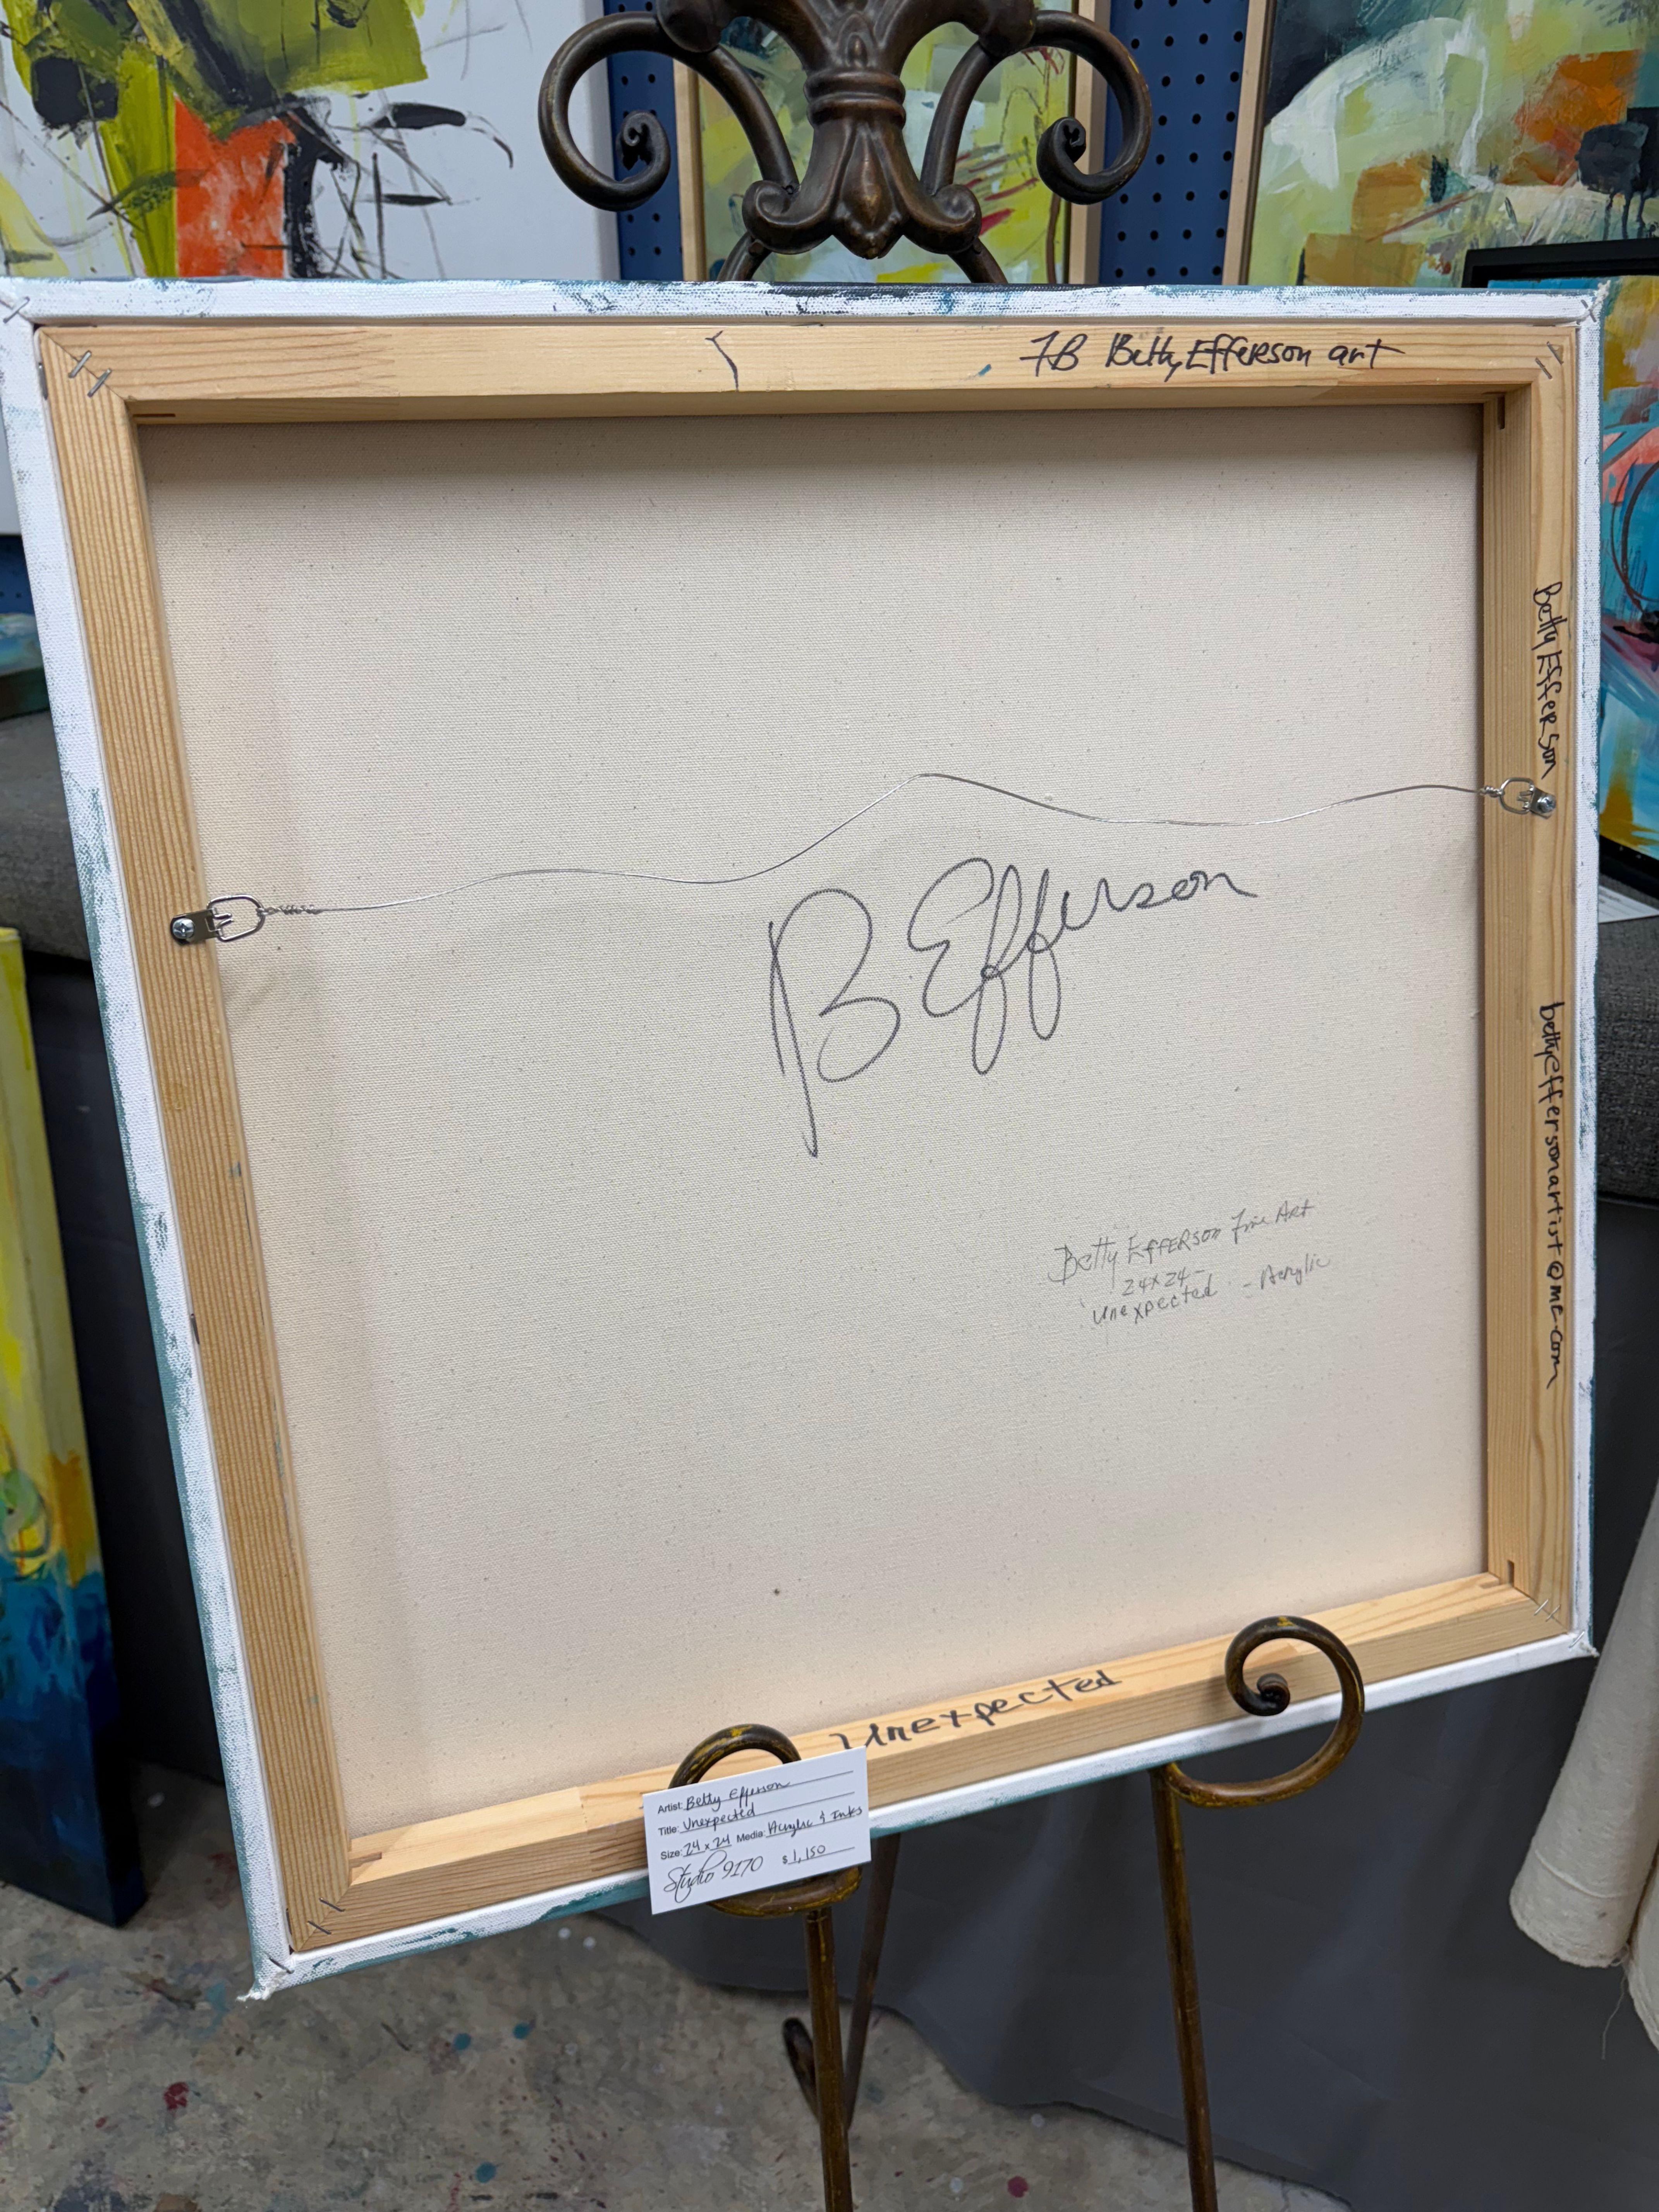 FB Betty Efferson art
Betty Efferson
B Efferson
bettyeffersonartist@me.com
Betty Efferson Fine Art
24x24-
Unexpected - Acrylic
Unexpected
Artist: Betty Efferson
Title: Unexpected
Size: 24 x 24 Media: Acrylic & Inks
Studio 9170 $ 1,150